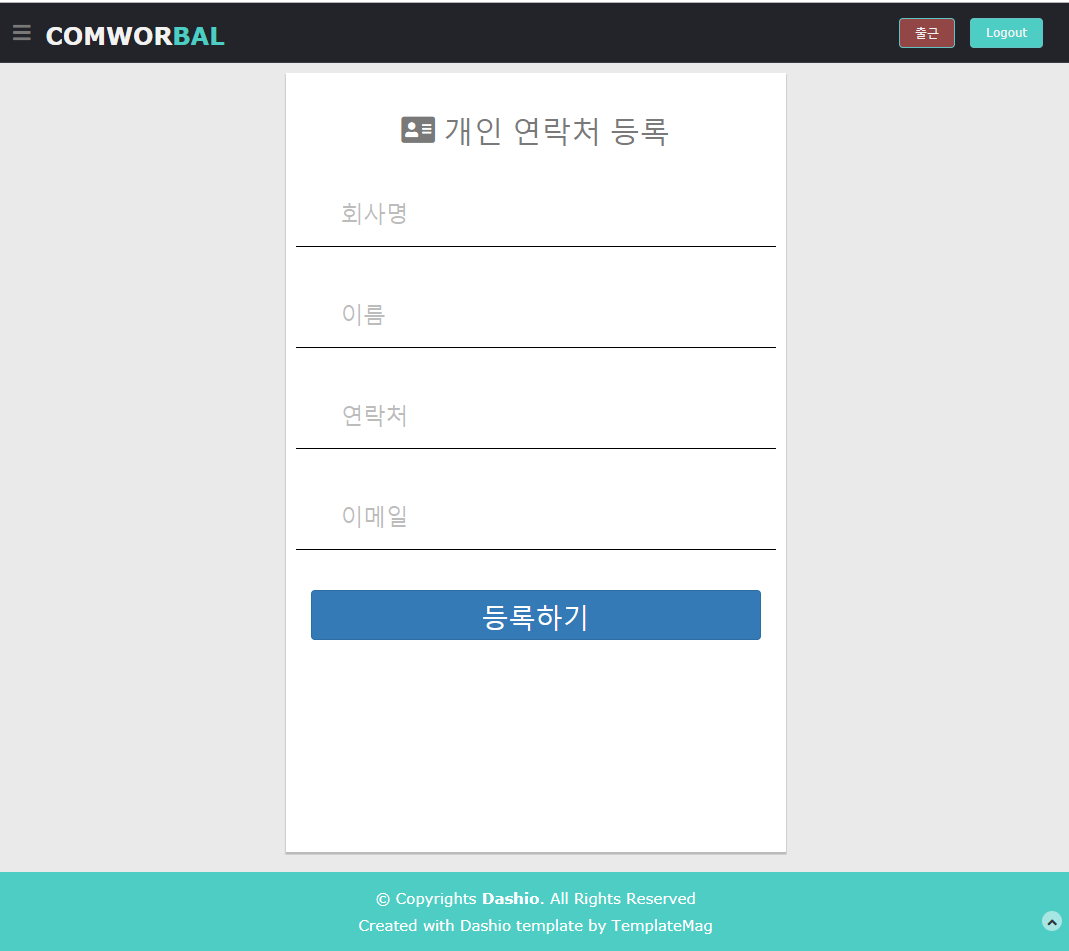 COMWORBAL
출근
Logout
개인 연락처 등록
회사명
이름
연락처
이메일
등록하기
© Copyrights Dashio. All Rights Reserved
Created with Dashio template by TemplateMag